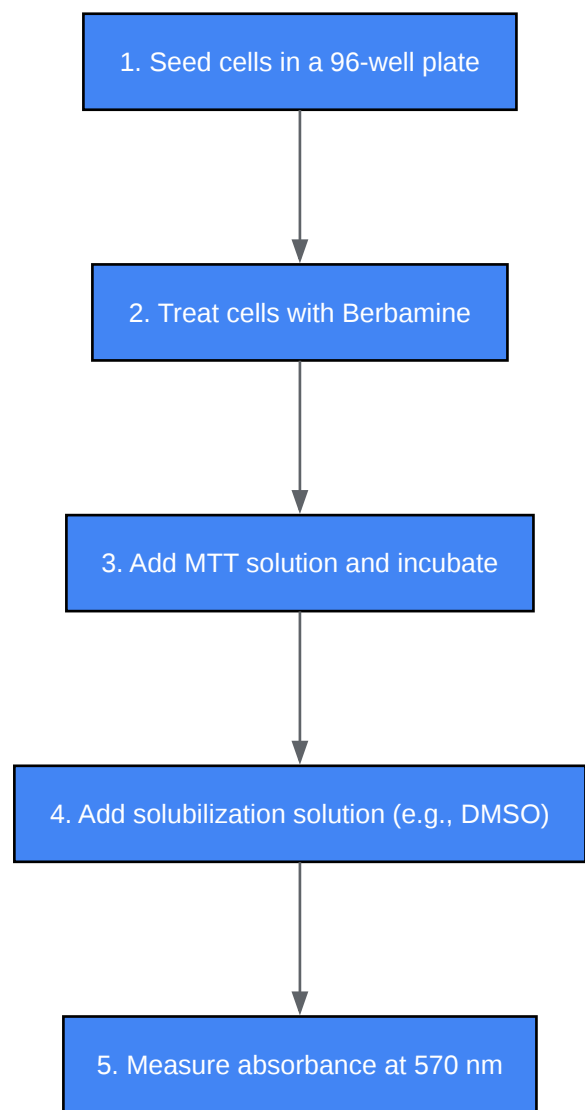 1. Seed cells in a 96-well plate
2. Treat cells with Berbamine
3. Add MTT solution and incubate
4. Add solubilization solution (e.g., DMSO)
5. Measure absorbance at 570 nm